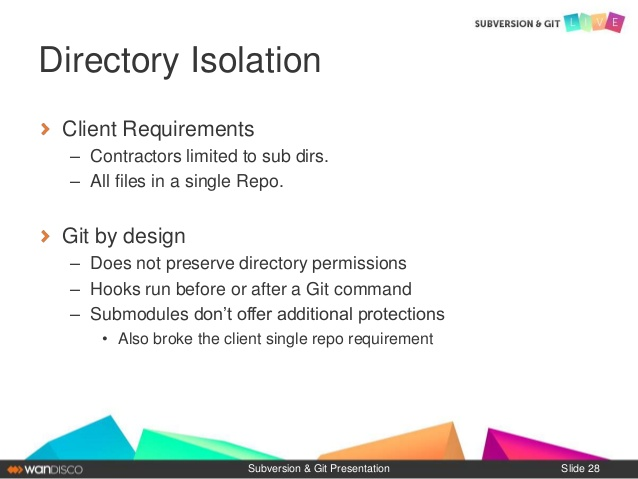 SUBVERSION & GIT LIVE
Directory Isolation
Client Requirements
– Contractors limited to sub dirs.
– All files in a single Repo.
Git by design
– Does not preserve directory permissions
– Hooks run before or after a Git command
– Submodules don’t offer additional protections
• Also broke the client single repo requirement
WANDISCO
Subversion & Git Presentation
Slide 28